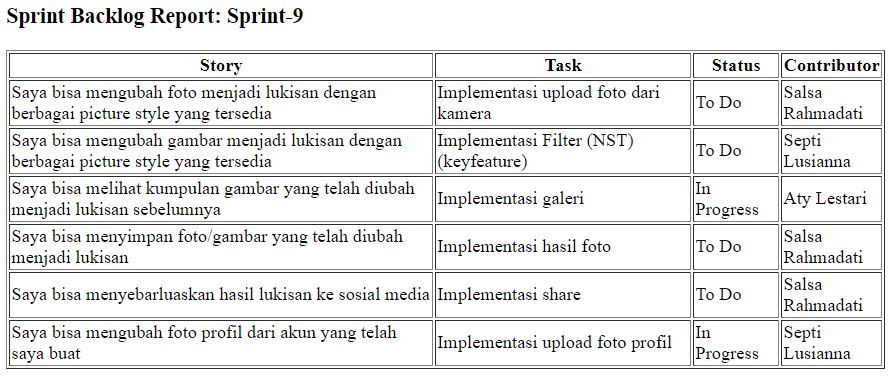 Sprint Backlog Report: Sprint-9
Story Task Status Contributor
Saya bisa mengubah foto menjadi lukisan dengan
berbagai picture style yang tersedia
Implementasi upload foto dari
kamera
To Do
Salsa
Rahmadati
Saya bisa mengubah gambar menjadi lukisan dengan
berbagai picture style yang tersedia
Implementasi Filter (NST)
(keyfeature)
To Do
Septi
Lusianna
Saya bisa melihat kumpulan gambar yang telah diubah
menjadi lukisan sebelumnya
Implementasi galeri
In
Progress
Aty Lestari
Saya bisa menyimpan foto/gambar yang telah diubah
menjadi lukisan
Implementasi hasil foto
To Do
Salsa
Rahmadati
Saya bisa menyebarluaskan hasil lukisan ke sosial media
Implementasi share
To Do
Salsa
Rahmadati
Saya bisa mengubah foto profil dari akun yang telah
saya buat
Implementasi upload foto profil
In
Progress
Septi
Lusianna